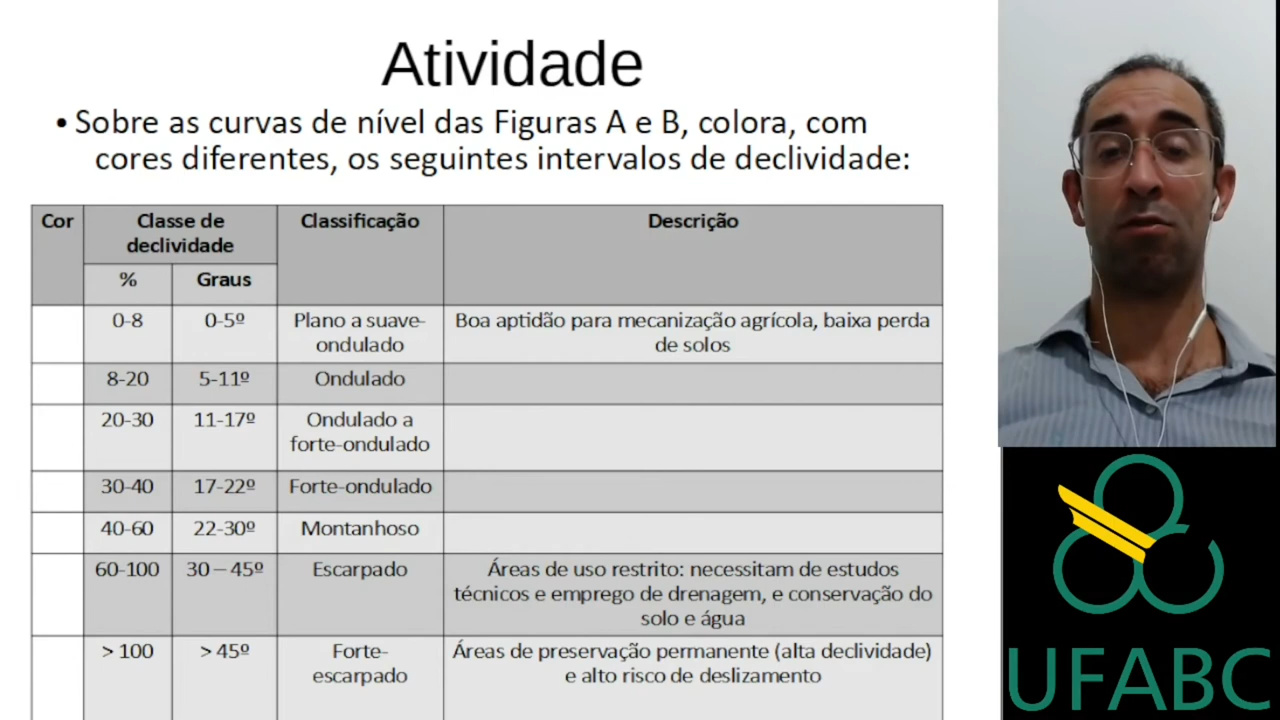 Atividade
• Sobre as curvas de nível das Figuras A e B, colora, com
cores diferentes, os seguintes intervalos de declividade:
Cor Classe de declividade Classificação Descrição
% Graus
0-8 0-5º Plano a suave-ondulado Boa aptidão para mecanização agrícola, baixa perda de solos
8-20 5-11º Ondulado
20-30 11-17º Ondulado a forte-ondulado
30-40 17-22º Forte-ondulado
40-60 22-30º Montanhoso
60-100 30 – 45º Escarpado Áreas de uso restrito: necessitam de estudos técnicos e emprego de drenagem, e conservação do solo e água
> 100 > 45º Forte-escarpado Áreas de preservação permanente (alta declividade) e alto risco de deslizamento
UFABC